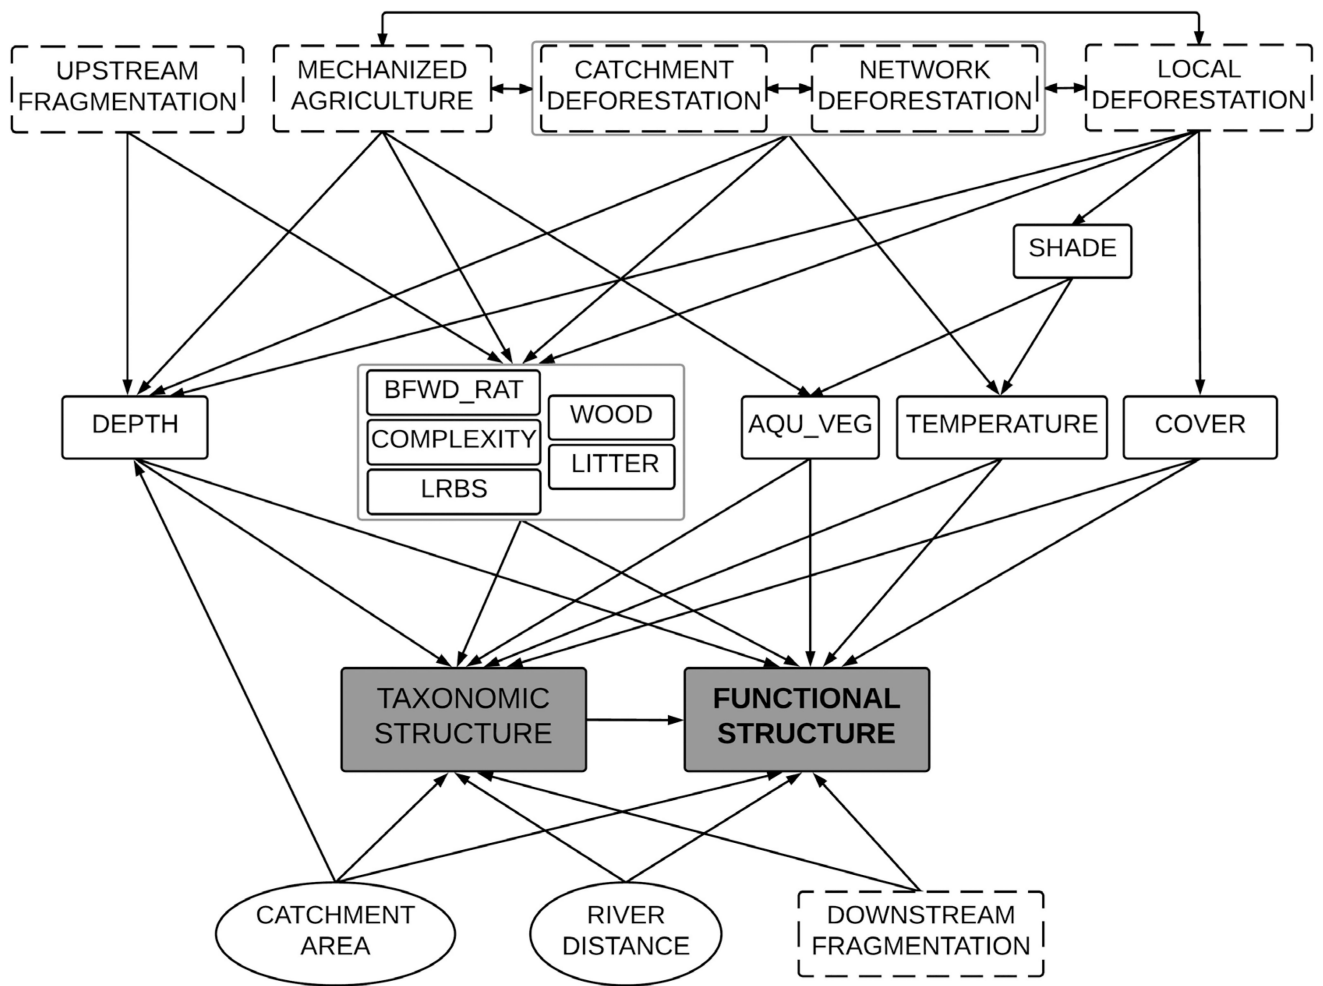 UPSTREAM
FRAGMENTATION
MECHANIZED
AGRICULTURE
CATCHMENT
DEFORESTATION
NETWORK
DEFORESTATION
LOCAL
DEFORESTATION
SHADE
DEPTH
BFWD_RAT
COMPLEXITY
LRBS
WOOD
LITTER
AQU_VEG
TEMPERATURE
COVER
TAXONOMIC
STRUCTURE
FUNCTIONAL
STRUCTURE
CATCHMENT
AREA
RIVER
DISTANCE
DOWNSTREAM
FRAGMENTATION